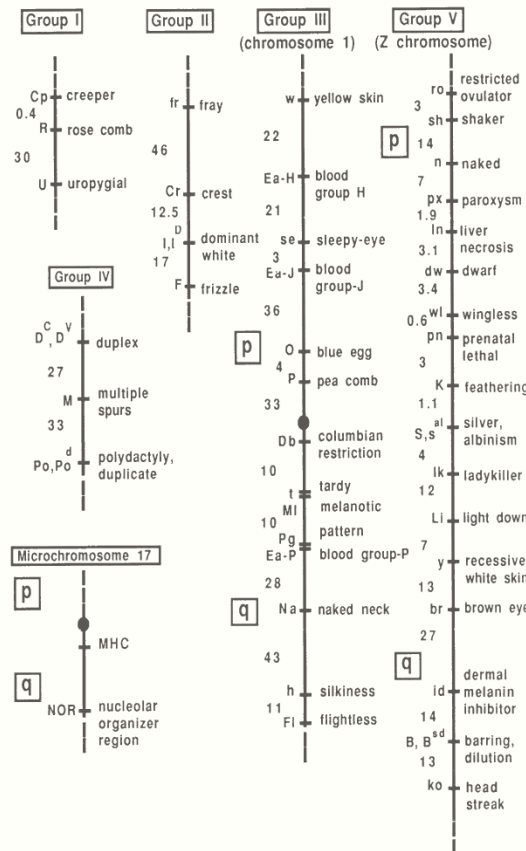 Group I
Cp creeper
0.4
R rose comb
30
U uropygial
Group II
fr fray
46
Cr crest
12.5
I,I^D dominant
white
17
F frizzle
Group III
(chromosome 1)
w yellow skin
22
Ea-H blood
group H
21
se sleepy-eye
3
Ea-J blood
group-J
36
p
O blue egg
4
P pea comb
33
Db columbian
restriction
10
t tardy
Ml melanotic
10
Pg pattern
Ea-P blood group-P
28
q
Na naked neck
43
h silkiness
11
Fl flightless
Group V
(Z chromosome)
ro restricted
ovulator
3
sh shaker
p
14
n naked
7
px paroxysm
1.9
ln liver
necrosis
3.1
dw dwarf
3.4
wl wingless
0.6
pn prenatal
lethal
3
K feathering
1.1
S,s^al silver,
albinism
4
lk ladykiller
12
Li light down
7
y recessive
white skin
13
br brown eye
27
q
id dermal
melanin
inhibitor
14
B, B^sd barring,
dilution
13
ko head
streak
Group IV
D^C, D^V duplex
27
M multiple
spurs
33
Po,Po^d polydactyly,
duplicate
Microchromosome 17
p
MHC
q
NOR nucleolar
organizer
region